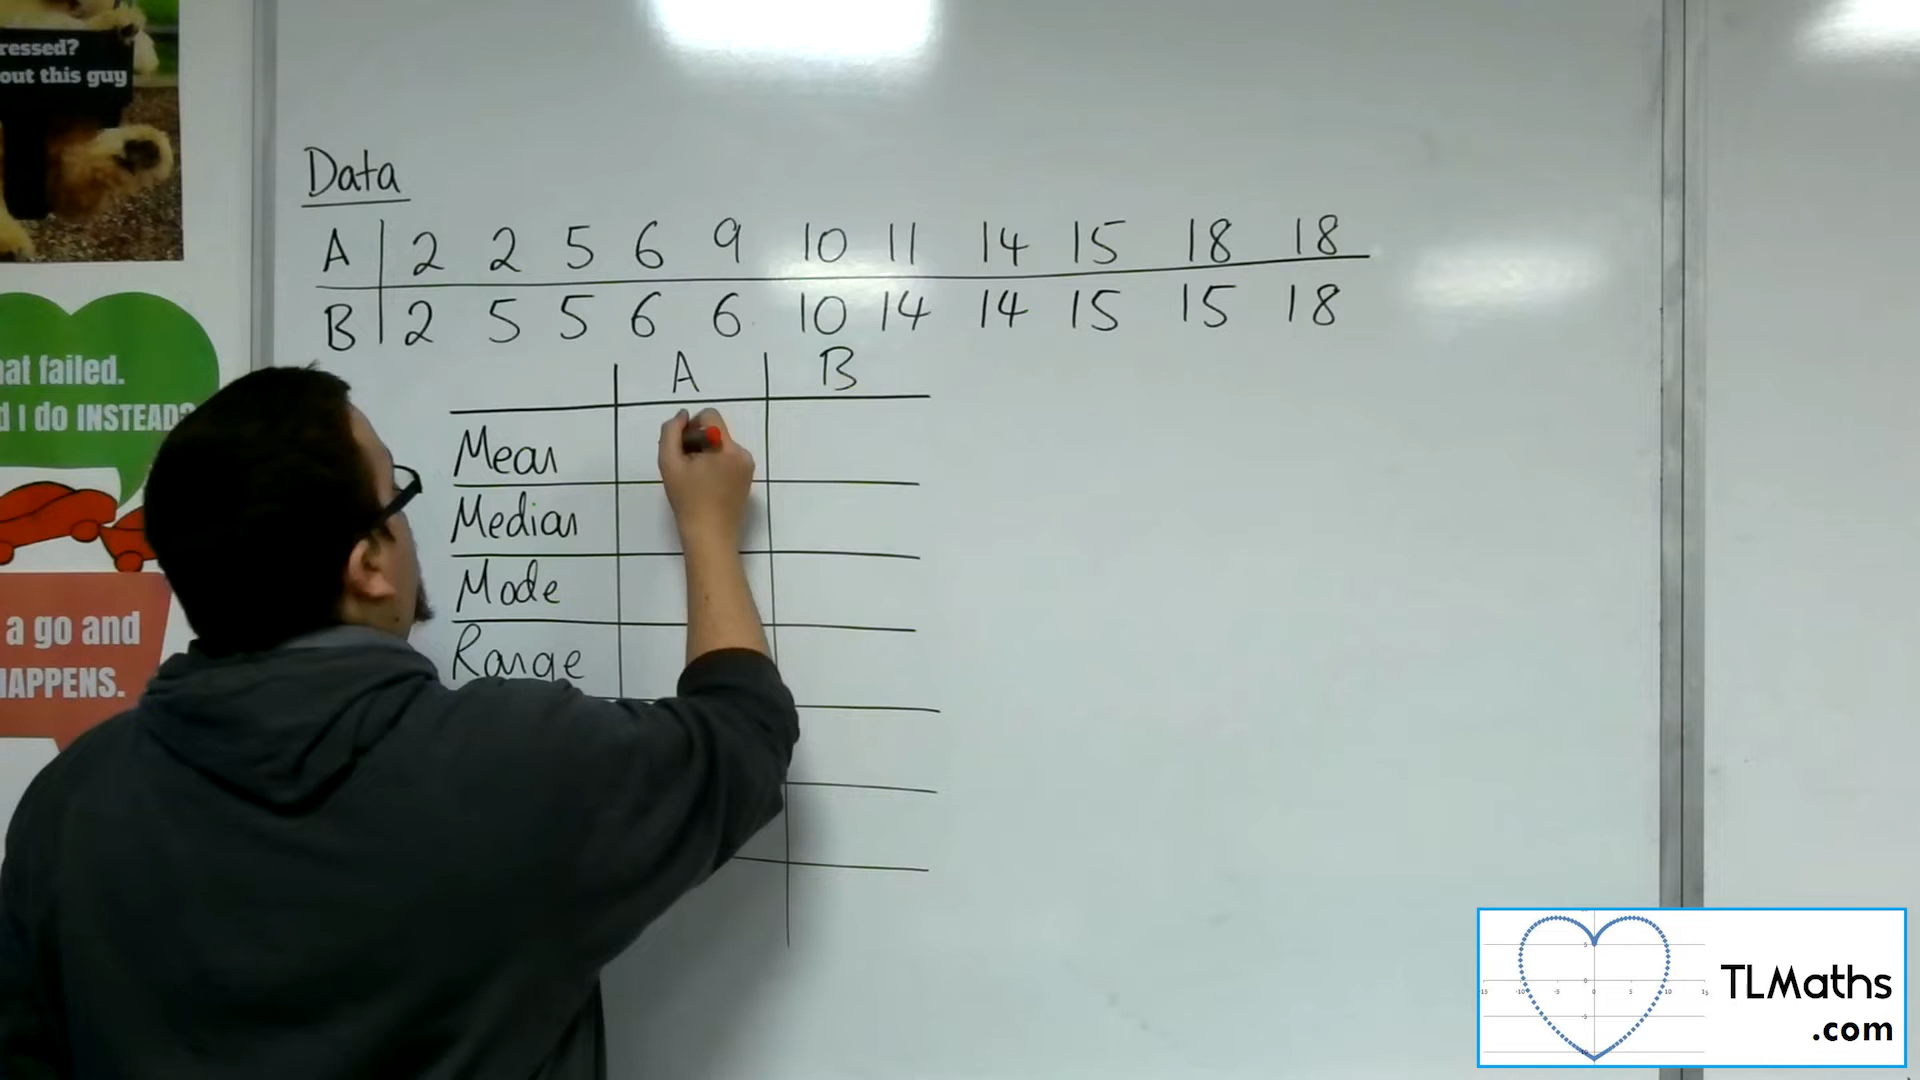 ressed?
out this guy
Data
A 2 2 5 6 9 10 11 14 15 18 18
B 2 5 5 6 6 10 14 14 15 15 18
A B
Mean
Median
Mode
Range
hat failed.
I do INSTEAD?
a go and
HAPPENS.
TLMaths
.com